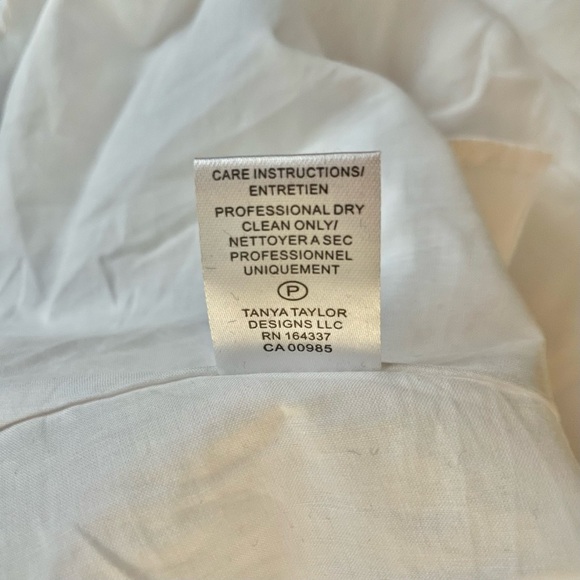 CARE INSTRUCTIONS/
ENTRETIEN
PROFESSIONAL DRY
CLEAN ONLY/
NETTOYER A SEC
PROFESSIONNEL
UNIQUEMENT
P
TANYA TAYLOR
DESIGNS LLC
RN 164337
CA 00985